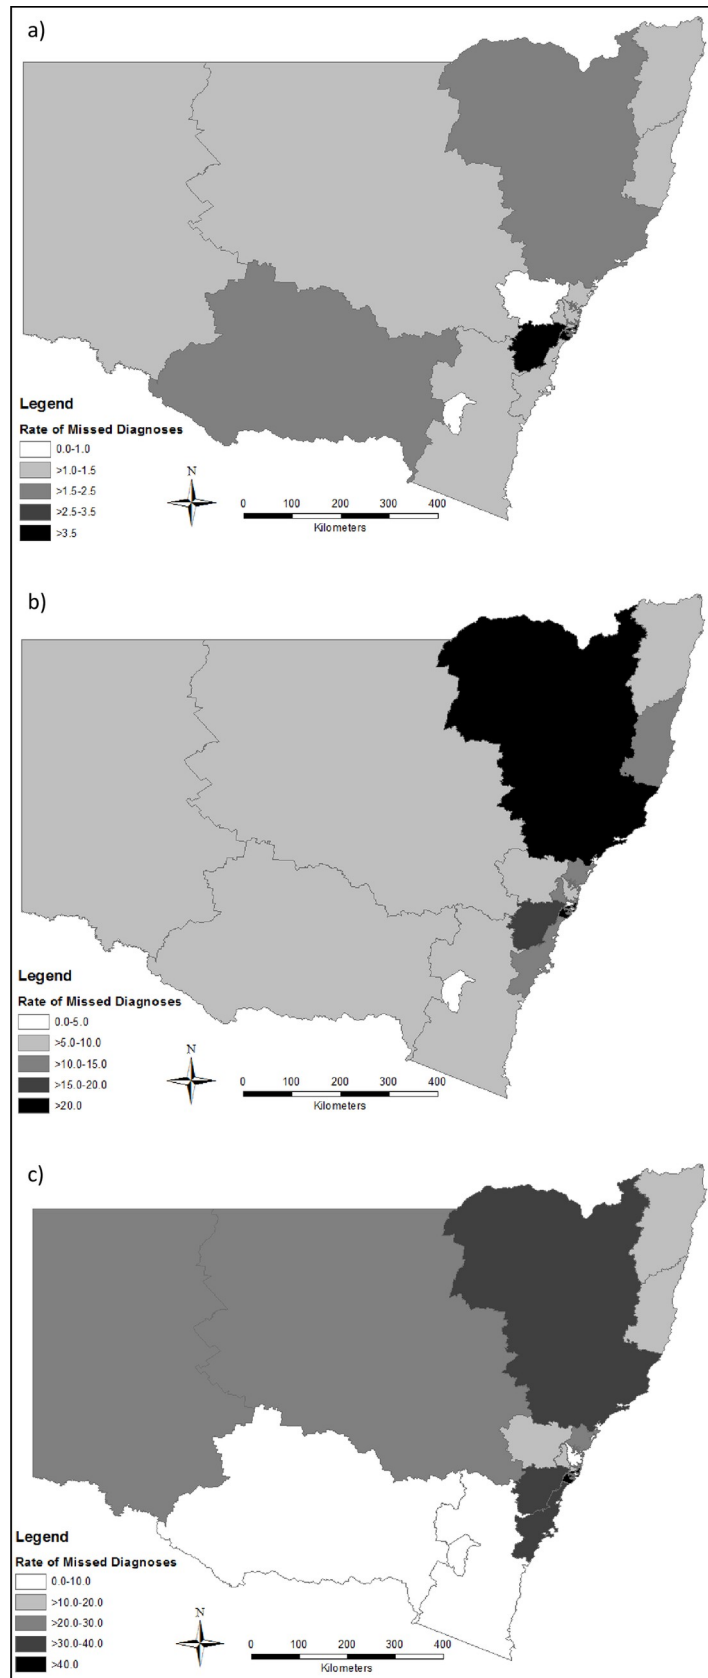 a)
Legend
Rate of Missed Diagnoses
0.0-1.0
>1.0-1.5
>1.5-2.5
>2.5-3.5
>3.5
N
0 100 200 300 400
Kilometers
b)
Legend
Rate of Missed Diagnoses
0.0-5.0
>5.0-10.0
>10.0-15.0
>15.0-20.0
>20.0
N
0 100 200 300 400
Kilometers
c)
Legend
Rate of Missed Diagnoses
0.0-10.0
>10.0-20.0
>20.0-30.0
>30.0-40.0
>40.0
N
0 100 200 300 400
Kilometers